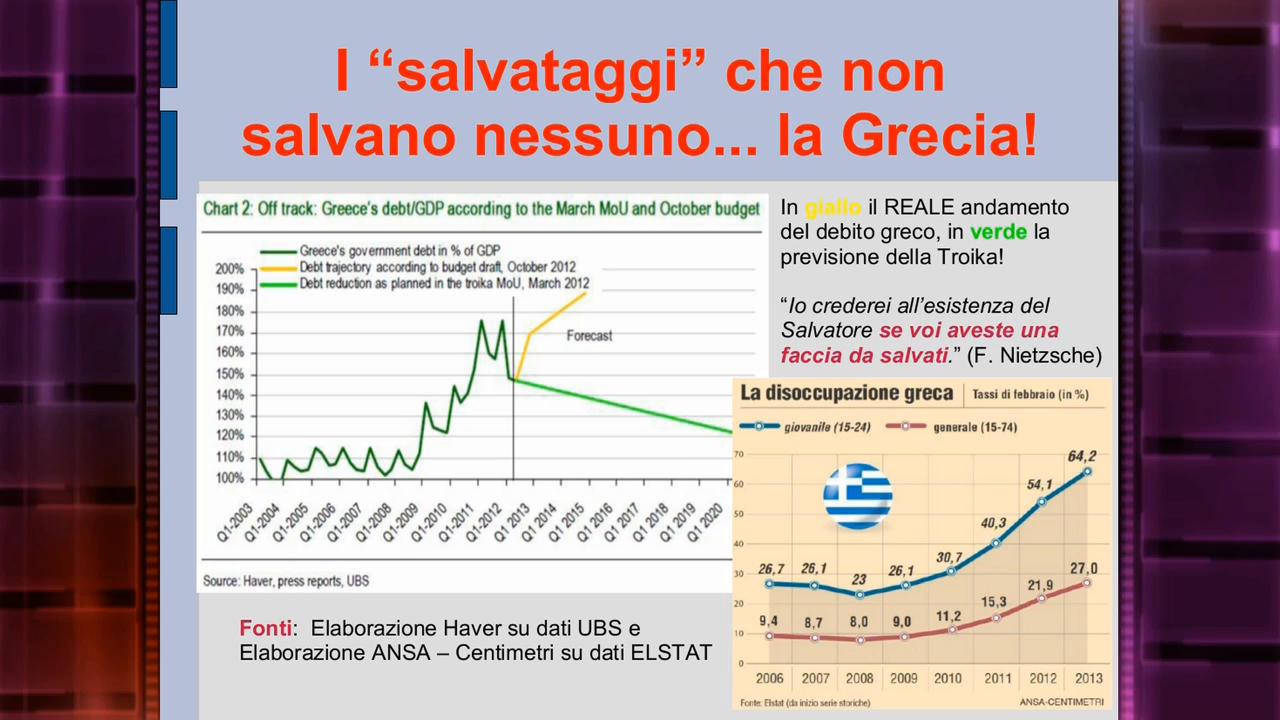 I “salvataggi” che non
salvano nessuno... la Grecia!
Chart 2: Off track: Greece's debt/GDP according to the March MoU and October budget
Greece's government debt in % of GDP
Debt trajectory according to budget draft, October 2012
Debt reduction as planned in the troika MoU, March 2012
200%
190%
180%
170%
160%
150%
140%
130%
120%
110%
100%
Forecast
Q1-2003
Q1-2004
Q1-2005
Q1-2006
Q1-2007
Q1-2008
Q1-2009
Q1-2010
Q1-2011
Q1-2012
Q1-2013
Q1-2014
Q1-2015
Q1-2016
Q1-2017
Q1-2018
Q1-2019
Q1-2020
Source: Haver, press reports, UBS
In giallo il REALE andamento
del debito greco, in verde la
previsione della Troika!
“Io crederei all’esistenza del
Salvatore se voi aveste una
faccia da salvati.” (F. Nietzsche)
La disoccupazione greca Tassi di febbraio (in %)
giovanile (15-24) generale (15-74)
70
60
50
40
30
20
10
0
26,7 26,1 23 26,1 30,7 40,3 54,1 64,2
9,4 8,7 8,0 9,0 11,2 15,3 21,9 27,0
2006 2007 2008 2009 2010 2011 2012 2013
Fonte: Elstat (da inizio serie storiche) ANSA-CENTIMETRI
Fonti: Elaborazione Haver su dati UBS e
Elaborazione ANSA – Centimetri su dati ELSTAT